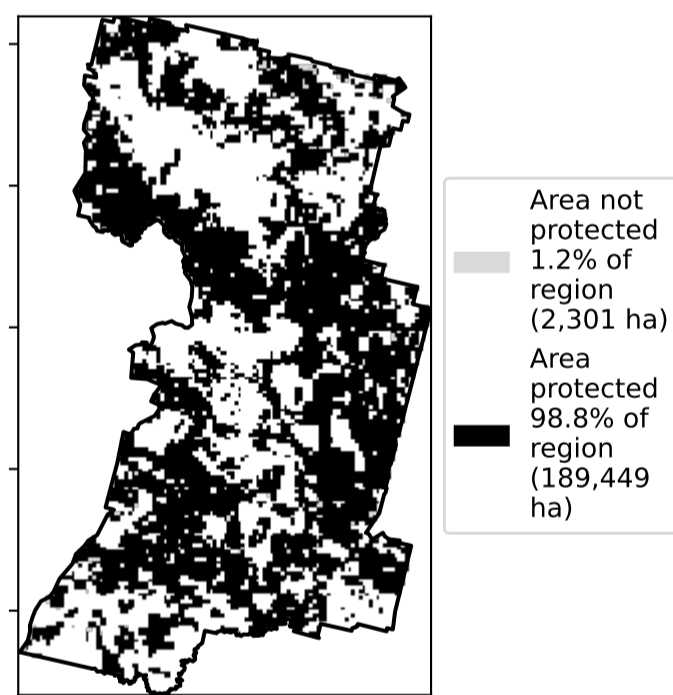 Area not
protected
1.2% of
region
(2,301 ha)
Area
protected
98.8% of
region
(189,449
ha)